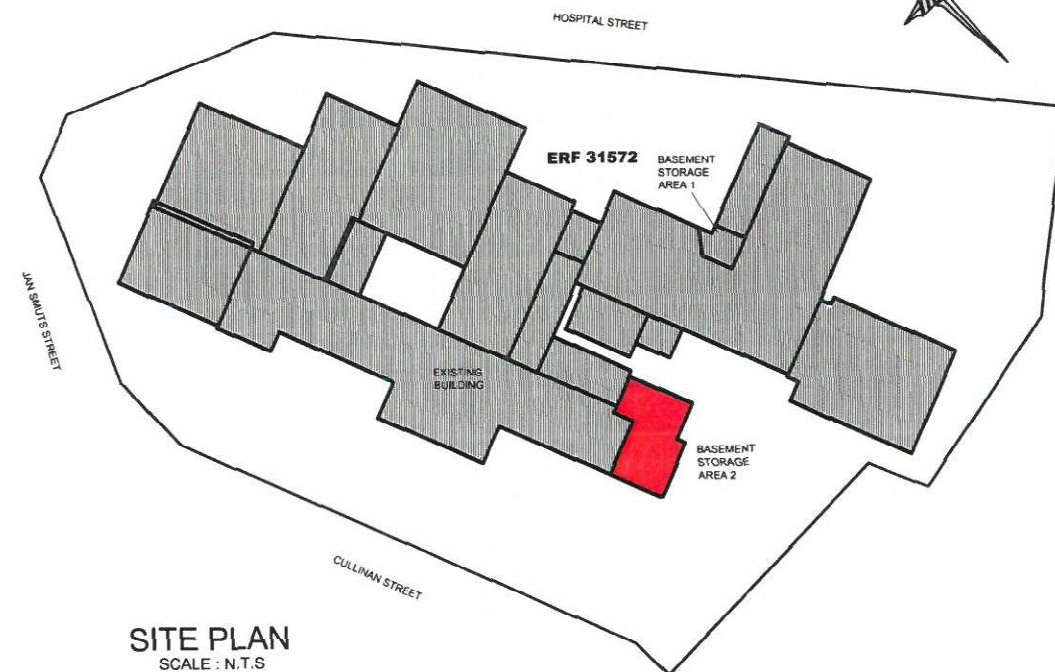 HOSPITAL STREET
ERF 31572
BASEMENT
STORAGE
AREA 1
JAN SMUTS STREET
EXISTING
BUILDING
BASEMENT
STORAGE
AREA 2
CULLINAN STREET
SITE PLAN
SCALE : N.T.S